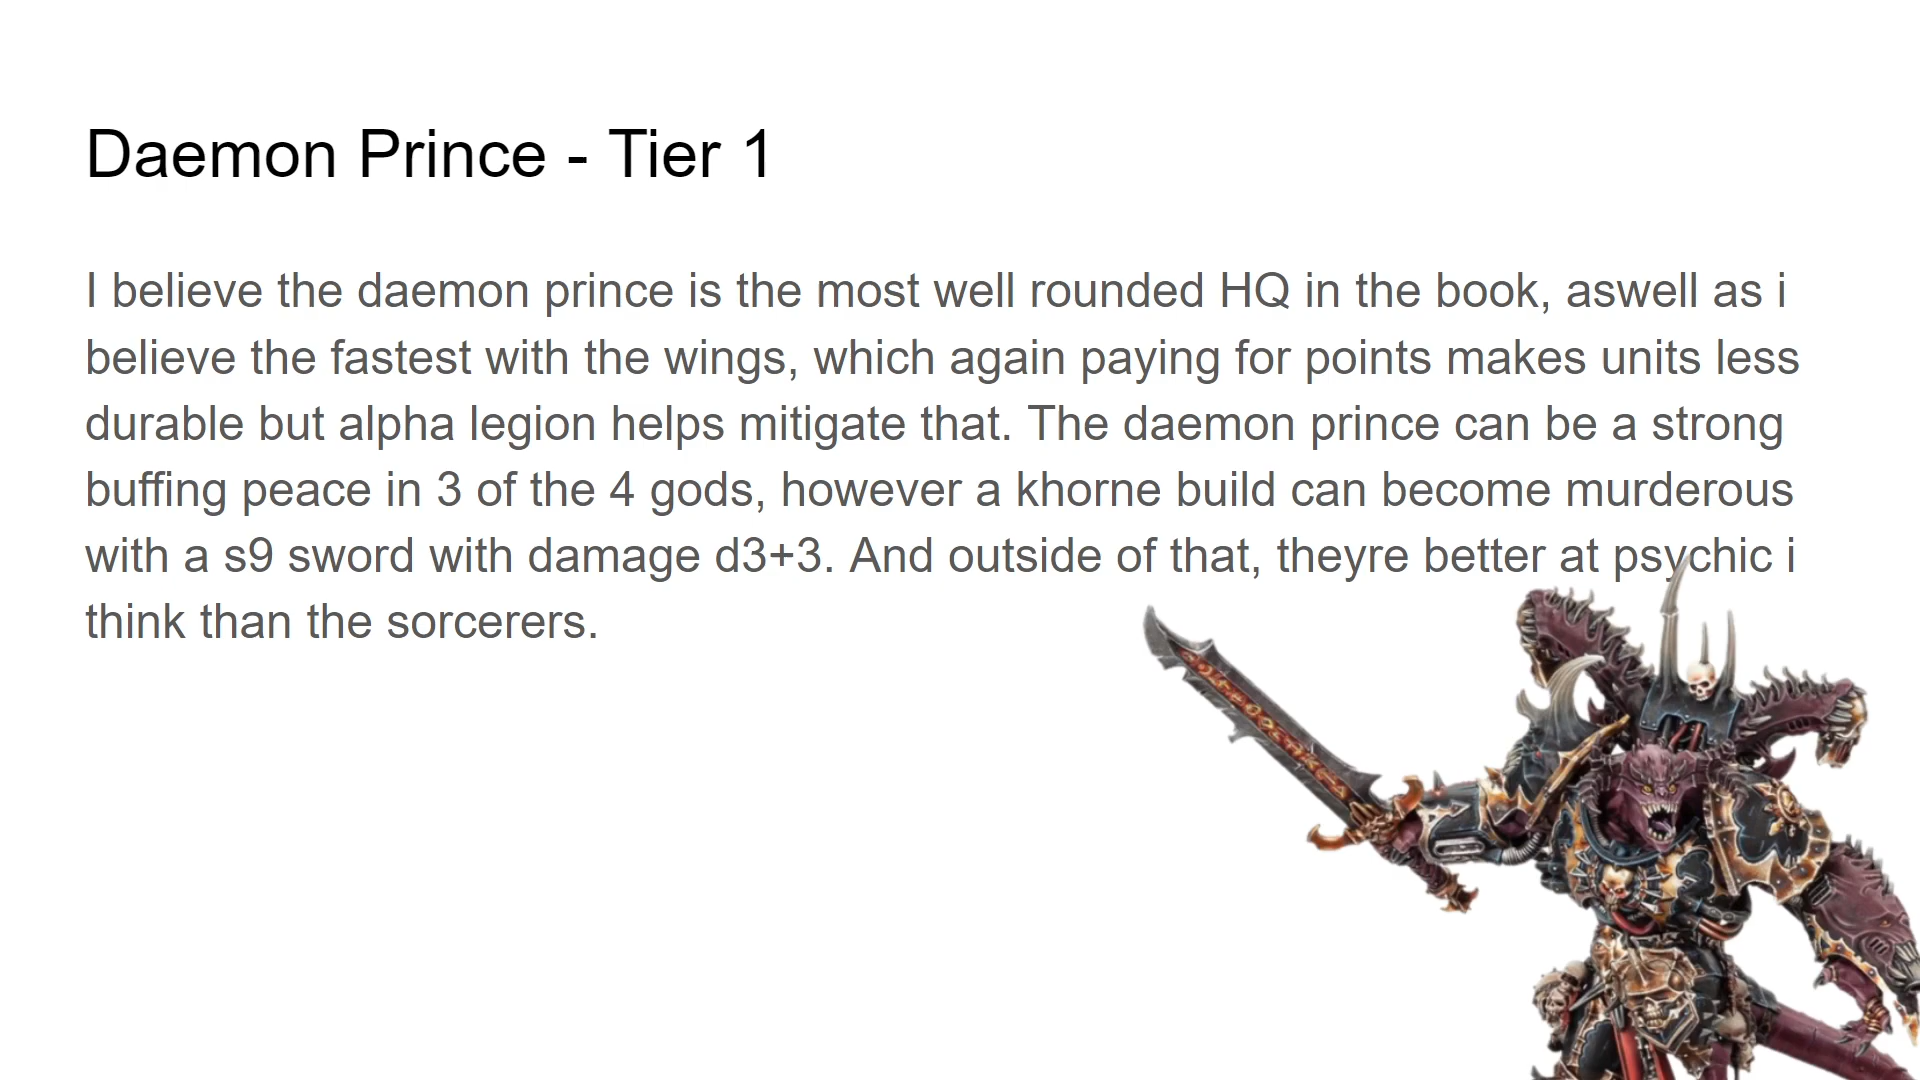 Daemon Prince - Tier 1
I believe the daemon prince is the most well rounded HQ in the book, aswell as i
believe the fastest with the wings, which again paying for points makes units less
durable but alpha legion helps mitigate that. The daemon prince can be a strong
buffing peace in 3 of the 4 gods, however a khorne build can become murderous
with a s9 sword with damage d3+3. And outside of that, theyre better at psychic i
think than the sorcerers.